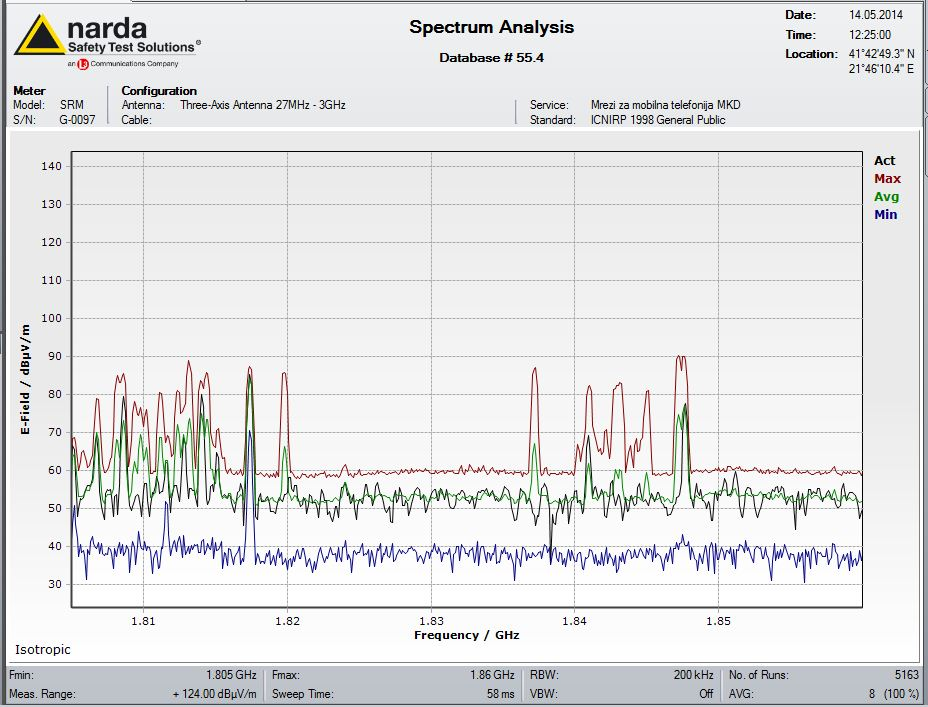 narda
Safety Test Solutions®
an L3 Communications Company
Spectrum Analysis
Database # 55.4
Date: 14.05.2014
Time: 12:25:00
Location: 41°42'49.3" N
21°46'10.4" E
Meter
Model: SRM
S/N: G-0097
Configuration
Antenna: Three-Axis Antenna 27MHz - 3GHz
Cable:
Service: Mrezi za mobilna telefonija MKD
Standard: ICNIRP 1998 General Public
Act
Max
Avg
Min
E-Field / dBµV/m
140
130
120
110
100
90
80
70
60
50
40
30
1.81 1.82 1.83 1.84 1.85
Frequency / GHz
Isotropic
Fmin: 1.805 GHz Fmax: 1.86 GHz RBW: 200 kHz No. of Runs: 5163
Meas. Range: + 124.00 dBµV/m Sweep Time: 58 ms VBW: Off AVG: 8 (100 %)